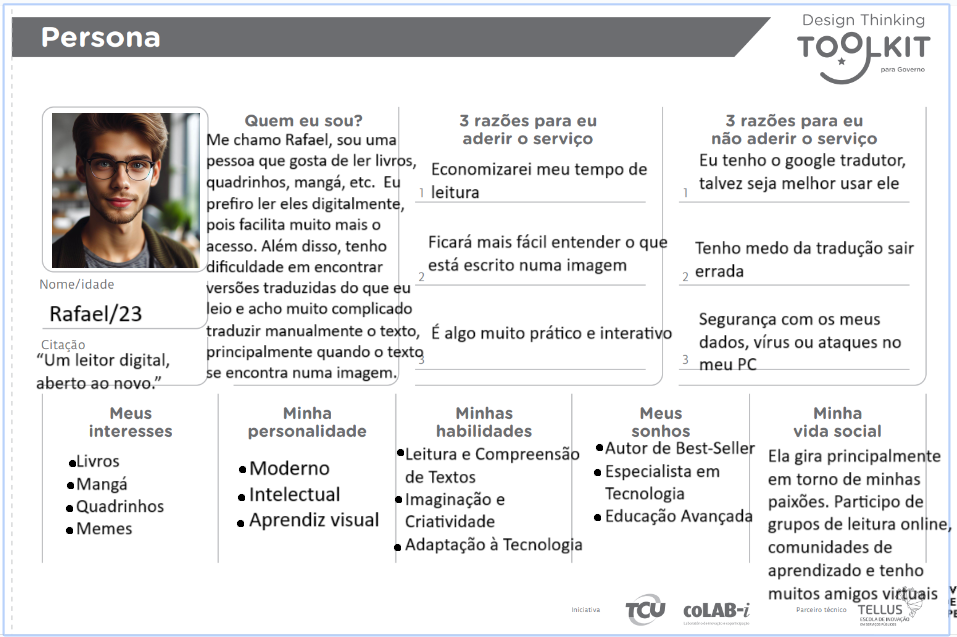 Persona
Design Thinking
TOOLKIT
para Governo
Nome/idade
Rafael/23
Citação
“Um leitor digital,
aberto ao novo.”
Quem eu sou?
Me chamo Rafael, sou uma
pessoa que gosta de ler livros,
quadrinhos, mangá, etc. Eu
prefiro ler eles digitalmente,
pois facilita muito mais o
acesso. Além disso, tenho
dificuldade em encontrar
versões traduzidas do que eu
leio e acho muito complicado
traduzir manualmente o texto,
principalmente quando o texto
se encontra numa imagem.
3 razões para eu
aderir o serviço
Economizarei meu tempo de
1 leitura
Ficará mais fácil entender o que
está escrito numa imagem
2
É algo muito prático e interativo
3
3 razões para eu
não aderir o serviço
Eu tenho o google tradutor,
1 talvez seja melhor usar ele
Tenho medo da tradução sair
2 errada
Segurança com os meus
dados, vírus ou ataques no
3 meu PC
Meus
interesses
•Livros
•Mangá
•Quadrinhos
•Memes
Minha
personalidade
•Moderno
•Intelectual
•Aprendiz visual
Minhas
habilidades
•Leitura e Compreensão
de Textos
•Imaginação e
Criatividade
•Adaptação à Tecnologia
Meus
sonhos
•Autor de Best-Seller
•Especialista em
Tecnologia
•Educação Avançada
Minha
vida social
Ela gira principalmente
em torno de minhas
paixões. Participo de
grupos de leitura online,
comunidades de
aprendizado e tenho
muitos amigos virtuais
Iniciativa
TCU
coLAB-i
Parceiro técnico
TELLUS
ESCOLA DE INOVAÇÃO